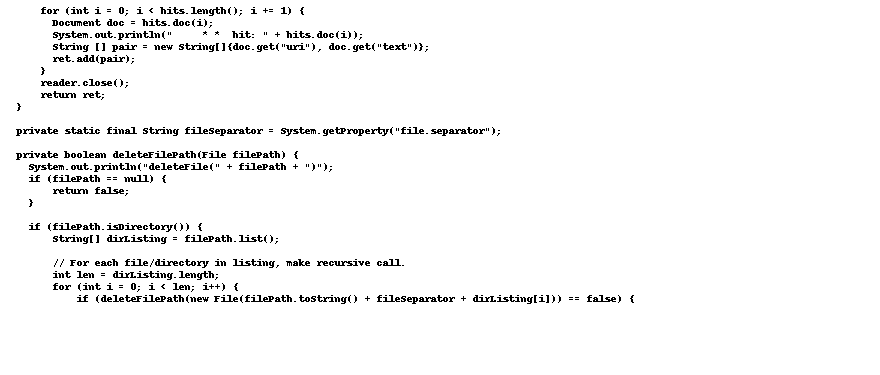 for (int i = 0; i < hits.length(); i += 1) {
Document doc = hits.doc(i);
System.out.println("     * *  hit: " + hits.doc(i));
String [] pair = new String[]{doc.get("uri"), doc.get("text")};
ret.add(pair);
}
reader.close();
return ret;
}
private static final String fileSeparator = System.getProperty("file.separator");
private boolean deleteFilePath(File filePath) {
System.out.println("deleteFile(" + filePath + ")");
if (filePath == null) {
return false;
}
if (filePath.isDirectory()) {
String[] dirListing = filePath.list();
// For each file/directory in listing, make recursive call.
int len = dirListing.length;
for (int i = 0; i < len; i++) {
if (deleteFilePath(new File(filePath.toString() + fileSeparator + dirListing[i])) == false) {